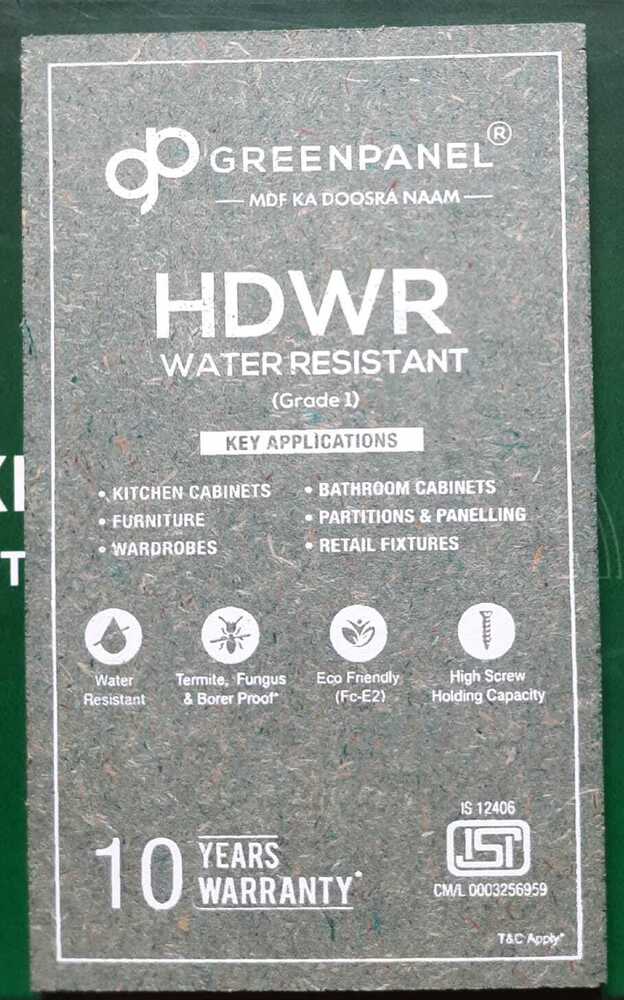 GREENPANEL®
MDF KA DOOSRA NAAM
HDWR
WATER RESISTANT
(Grade 1)
KEY APPLICATIONS
• KITCHEN CABINETS
• FURNITURE
• WARDROBES
• BATHROOM CABINETS
• PARTITIONS & PANELLING
• RETAIL FIXTURES
Water
Resistant
Termite, Fungus
& Borer Proof*
Eco Friendly
(Fc-E2)
High Screw
Holding Capacity
10 YEARS
WARRANTY*
IS 12406
ISI
CM/L 0003256959
T&C Apply*